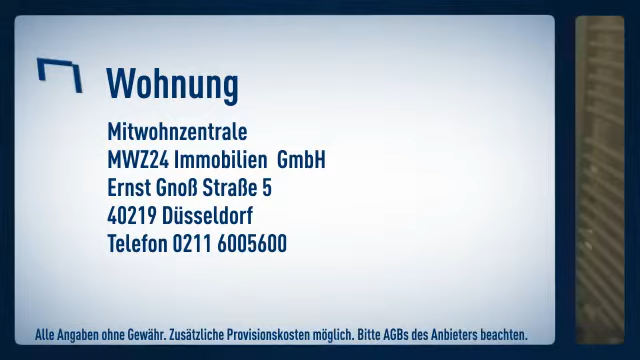 Wohnung
Mitwohnzentrale
MWZ24 Immobilien GmbH
Ernst Gnoß Straße 5
40219 Düsseldorf
Telefon 0211 6005600
Alle Angaben ohne Gewähr. Zusätzliche Provisionskosten möglich. Bitte AGBs des Anbieters beachten.